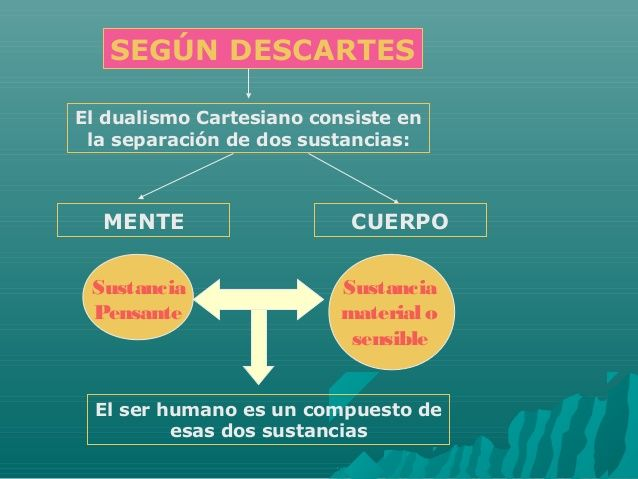 SEGÚN DESCARTES
El dualismo Cartesiano consiste en
la separación de dos sustancias:
MENTE
CUERPO
Sustancia
Pensante
Sustancia
material o
sensible
El ser humano es un compuesto de
esas dos sustancias